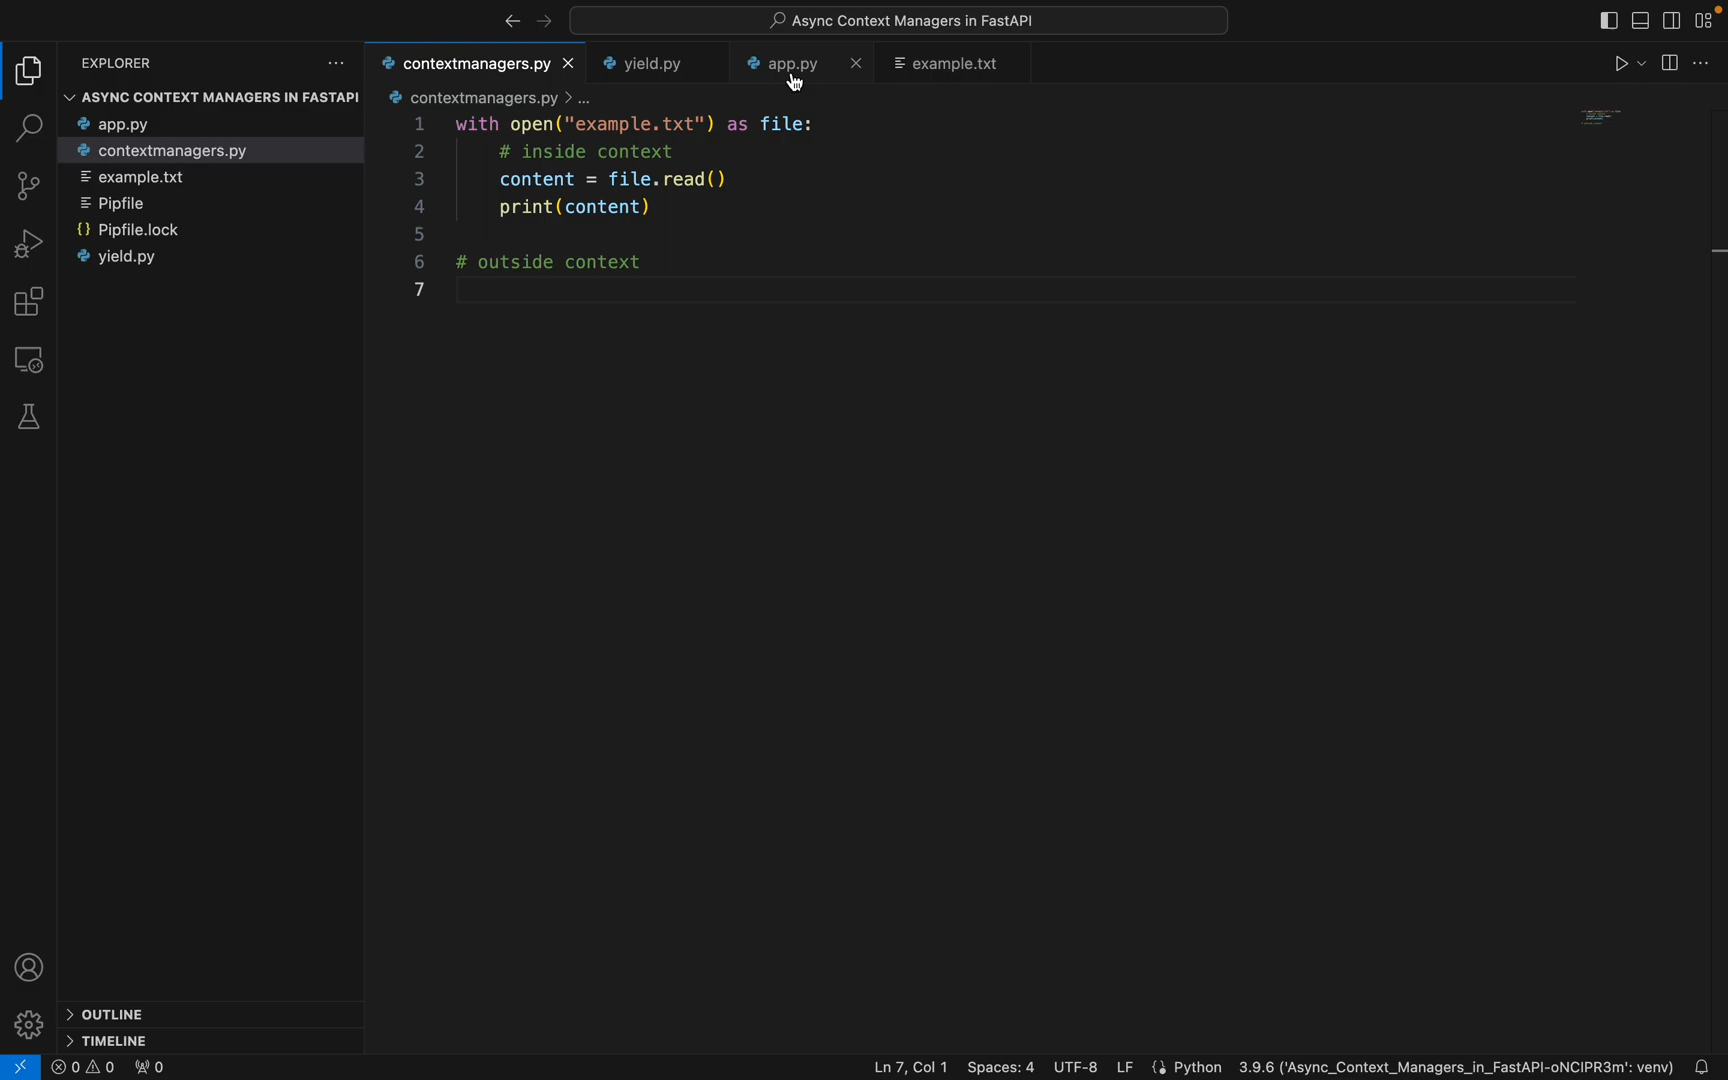 Async Context Managers in FastAPI
EXPLORER
ASYNC CONTEXT MANAGERS IN FASTAPI
app.py
contextmanagers.py
example.txt
Pipfile
{} Pipfile.lock
yield.py
OUTLINE
TIMELINE
contextmanagers.py
yield.py
app.py
example.txt
contextmanagers.py > ...
1 with open("example.txt") as file:
2 # inside context
3 content = file.read()
4 print(content)
5
6 # outside context
7
0 0 0
Ln 7, Col 1
Spaces: 4
UTF-8
LF
Python
3.9.6 ('Async_Context_Managers_in_FastAPI-oNCIPR3m': venv)